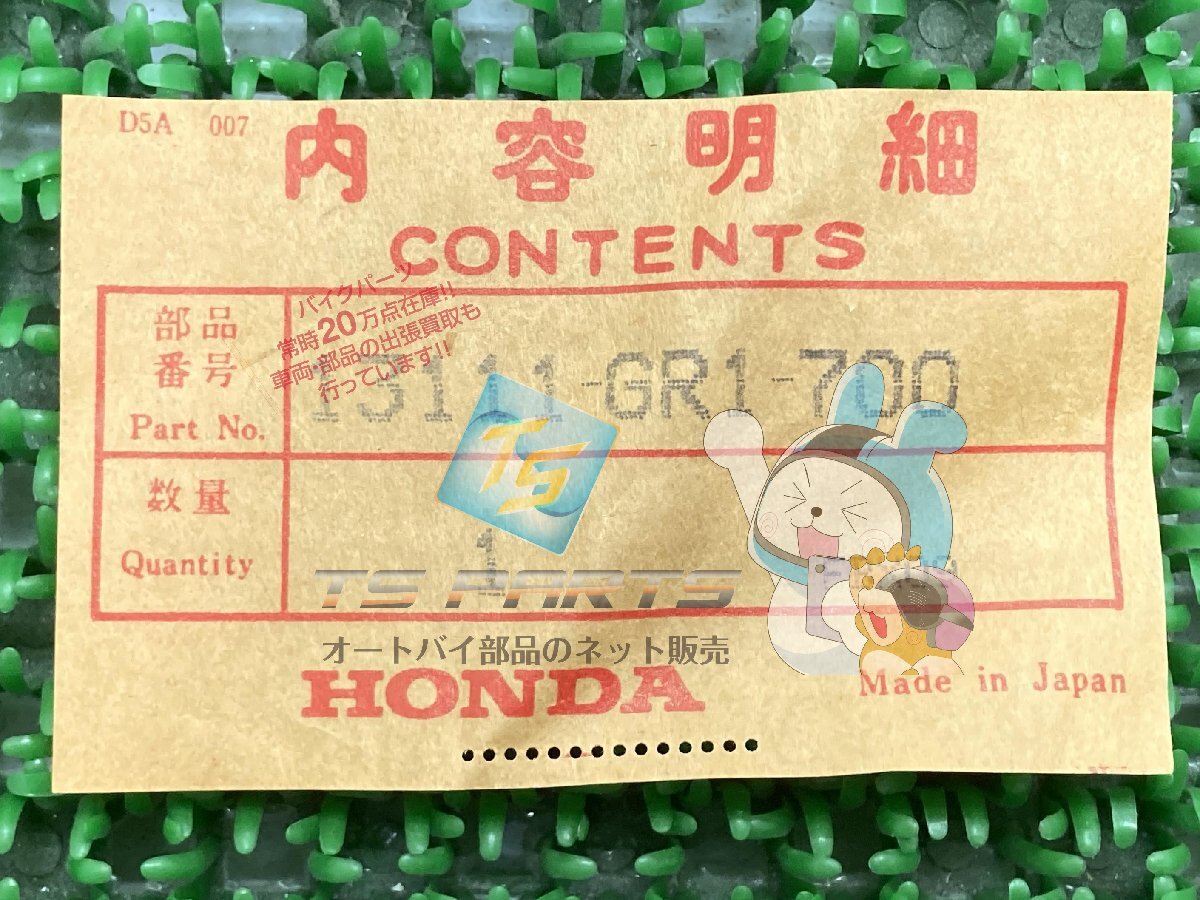 D5A 007
内容明細
CONTENTS
バイクパーツ
常時20万点在庫!!
車両・部品の出張買取も
行っています!!
部品
番号
Part No.
13111-GR1-700
数量
Quantity
1
TS
TS PARTS
オートバイ部品のネット販売
HONDA
Made in Japan